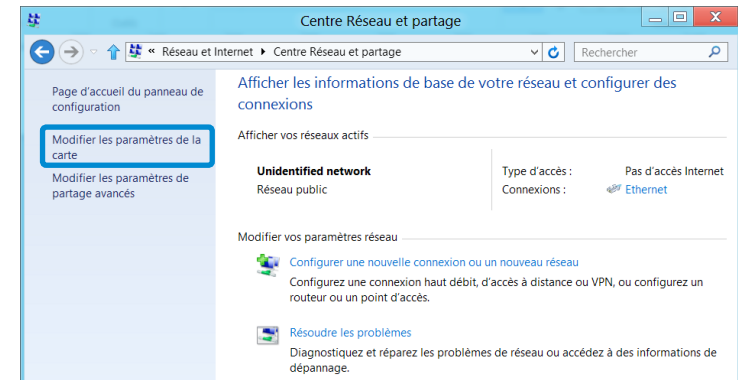 Centre Réseau et partage
« Réseau et Internet Centre Réseau et partage
Rechercher
Page d'accueil du panneau de
configuration
Modifier les paramètres de la
carte
Modifier les paramètres de
partage avancés
Afficher les informations de base de votre réseau et configurer des
connexions
Afficher vos réseaux actifs
Unidentified network
Réseau public
Type d'accès : Pas d'accès Internet
Connexions : Ethernet
Modifier vos paramètres réseau
Configurer une nouvelle connexion ou un nouveau réseau
Configurez une connexion haut débit, d'accès à distance ou VPN, ou configurez un
routeur ou un point d'accès.
Résoudre les problèmes
Diagnostiquez et réparez les problèmes de réseau ou accédez à des informations de
dépannage.